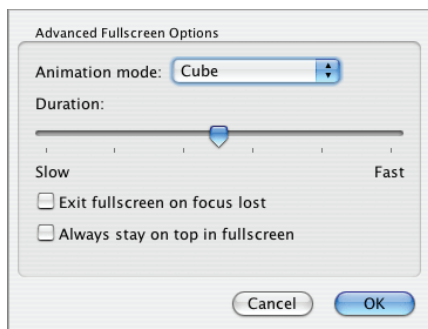 Advanced Fullscreen Options
Animation mode: Cube
Duration:
Slow Fast
Exit fullscreen on focus lost
Always stay on top in fullscreen
Cancel OK